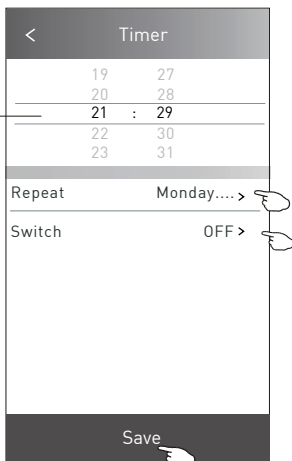 < Timer
19 27
20 28
21 : 29
22 30
23 31
Repeat Monday.... >
Switch OFF >
Save